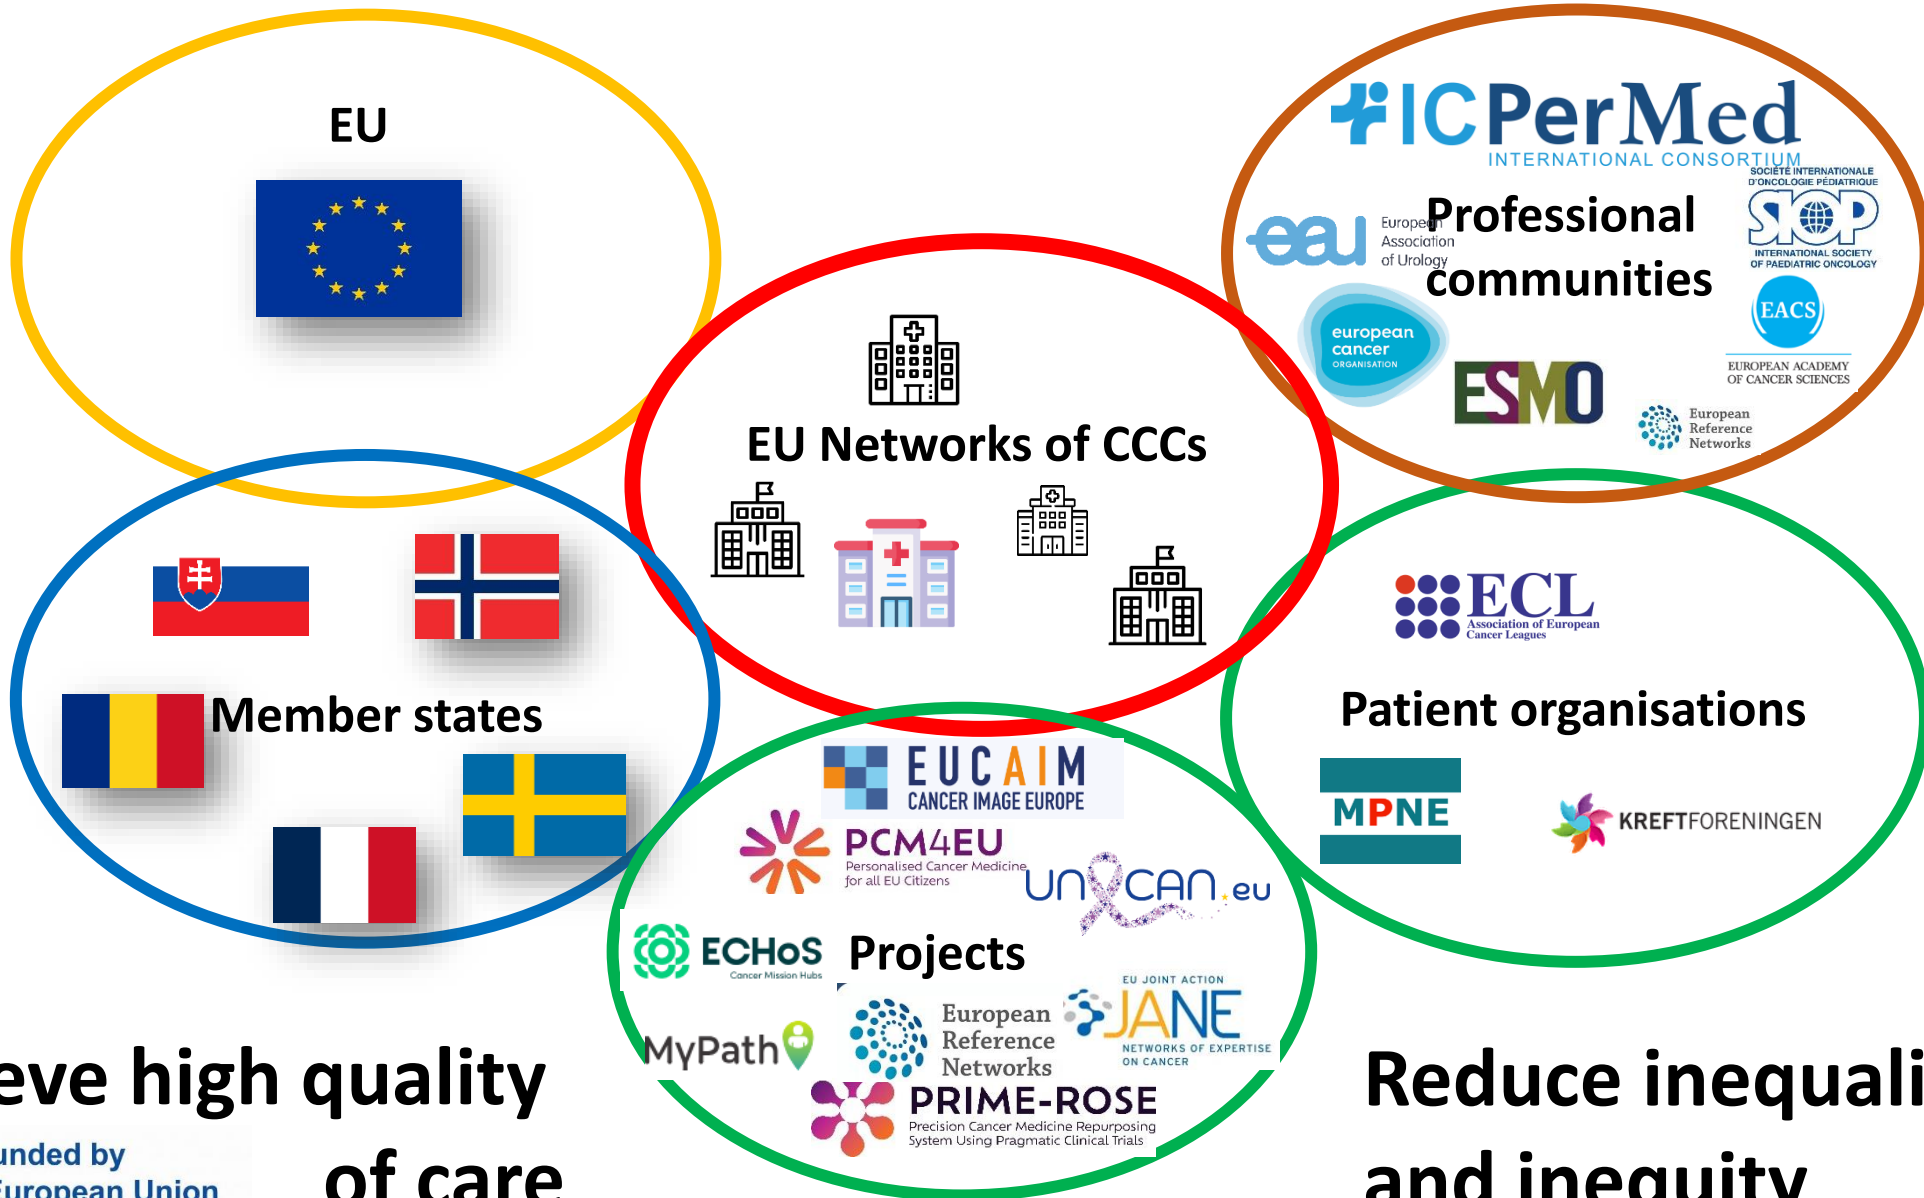 EU
ICPerMed
INTERNATIONAL CONSORTIUM
SOCIÉTÉ INTERNATIONALE
D'ONCOLOGIE PÉDIATRIQUE
SIOP
INTERNATIONAL SOCIETY
OF PAEDIATRIC ONCOLOGY
Professional
communities
eau
European
Association
of Urology
EACS
EUROPEAN ACADEMY
OF CANCER SCIENCES
european
cancer
ORGANISATION
ESMO
European
Reference
Networks
EU Networks of CCCs
Member states
ECL
Association of European
Cancer Leagues
Patient organisations
MPNE
KREFTFORENINGEN
EUCAIM
CANCER IMAGE EUROPE
PCM4EU
Personalised Cancer Medicine
for all EU Citizens
UNCAN.eu
ECHoS
Cancer Mission Hubs
Projects
MyPath
European
Reference
Networks
EU JOINT ACTION
JANE
NETWORKS OF EXPERTISE
ON CANCER
PRIME-ROSE
Precision Cancer Medicine Repurposing
System Using Pragmatic Clinical Trials
eve high quality
of care
unded by
European Union
Reduce inequali
and inequity